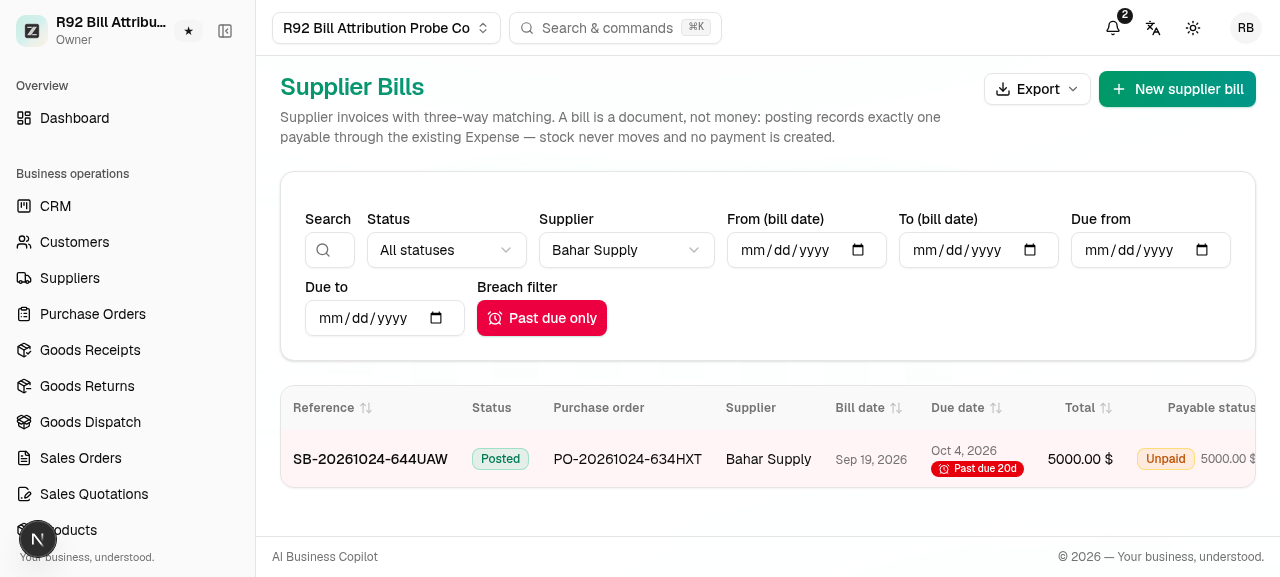 R92 Bill Attribu...
Owner
Overview
Dashboard
Business operations
CRM
Customers
Suppliers
Purchase Orders
Goods Receipts
Goods Returns
Goods Dispatch
Sales Orders
Sales Quotations
oducts
N
Your business, understood.
R92 Bill Attribution Probe Co
Search & commands ⌘K
2
RB
Supplier Bills
Supplier invoices with three-way matching. A bill is a document, not money: posting records exactly one
payable through the existing Expense — stock never moves and no payment is created.
Export
New supplier bill
Search Status Supplier From (bill date) To (bill date) Due from
All statuses Bahar Supply mm/dd/yyyy mm/dd/yyyy mm/dd/yyyy
Due to Breach filter
mm/dd/yyyy Past due only
Reference Status Purchase order Supplier Bill date Due date Total Payable status
SB-20261024-644UAW Posted PO-20261024-634HXT Bahar Supply Sep 19, 2026 Oct 4, 2026 5000.00 $ Unpaid 5000.00 $
Past due 20d
AI Business Copilot
© 2026 — Your business, understood.